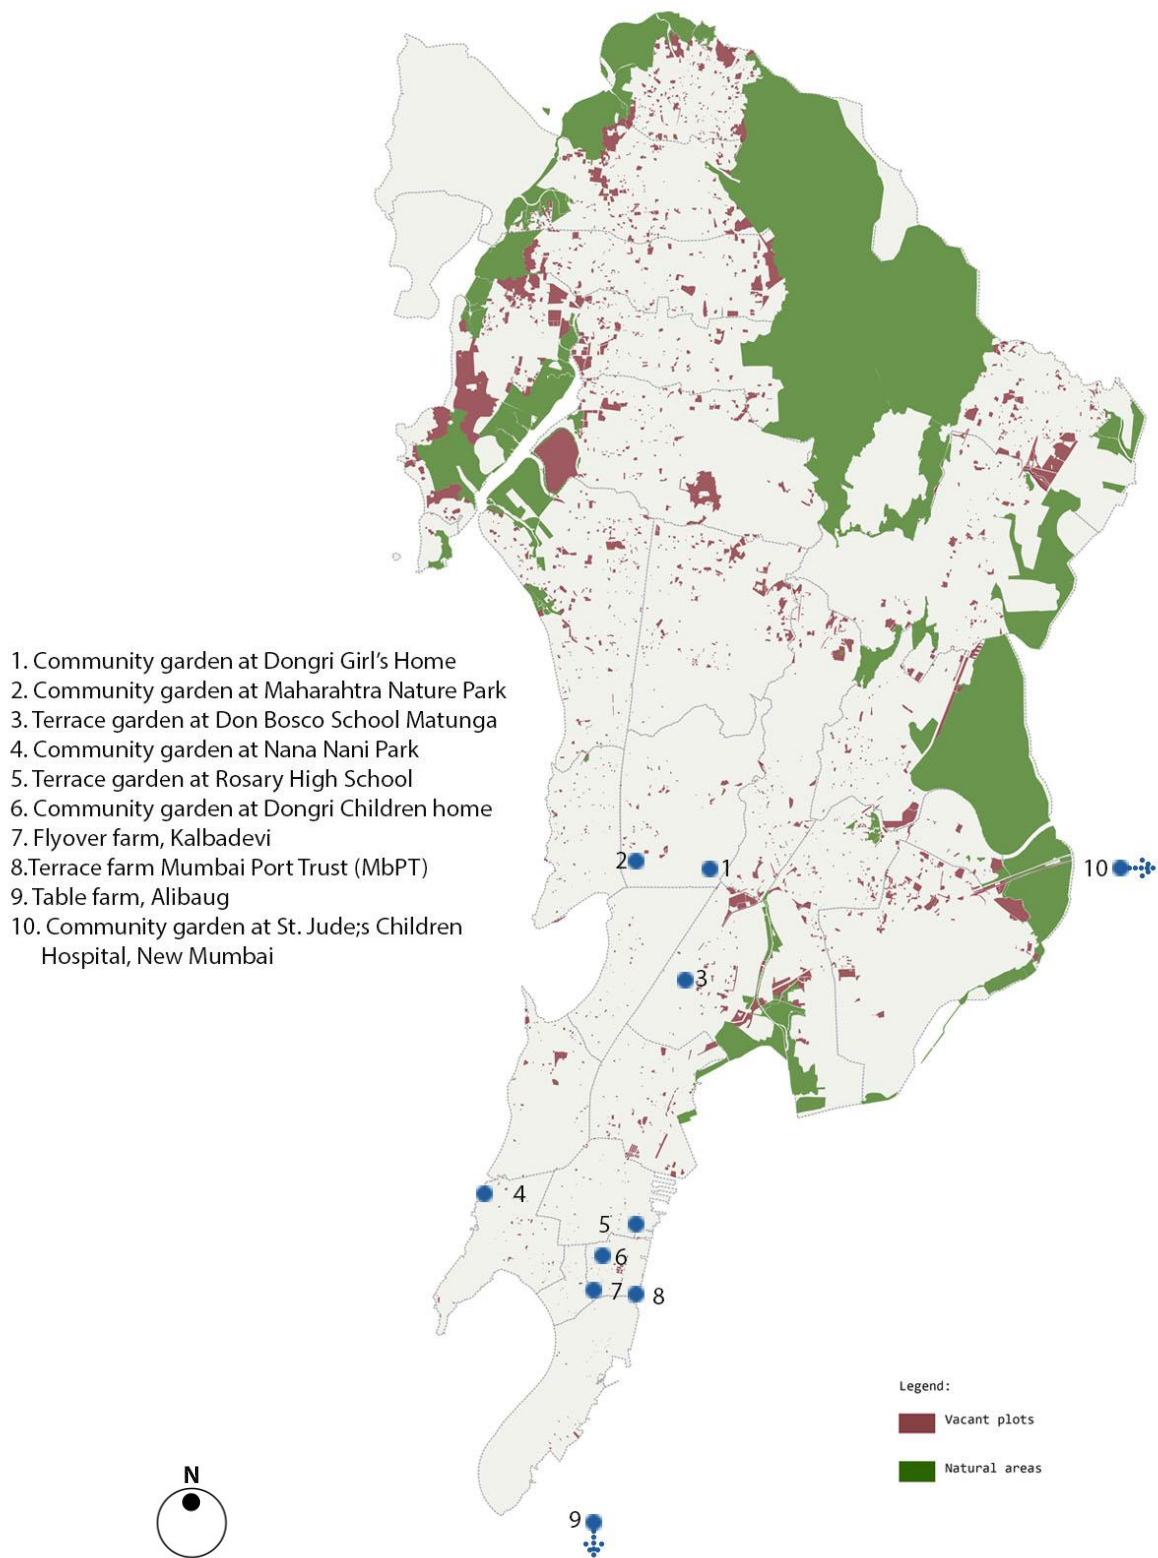 1. Community garden at Dongri Girl's Home
2. Community garden at Maharahtra Nature Park
3. Terrace garden at Don Bosco School Matunga
4. Community garden at Nana Nani Park
5. Terrace garden at Rosary High School
6. Community garden at Dongri Children home
7. Flyover farm, Kalbadevi
8.Terrace farm Mumbai Port Trust (MbPT)
9. Table farm, Alibaug
10. Community garden at St. Jude;s Children
Hospital, New Mumbai
2
1
10
3
4
5
6
7
8
9
N
Legend:
Vacant plots
Natural areas